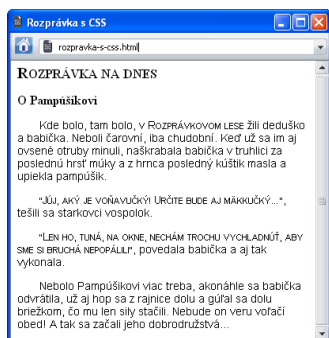 Rozprávka s CSS
rozpravka-s-css.html
ROZPRÁVKA NA DNES
O Pampúšikovi
Kde bolo, tam bolo, v ROZPRÁVKOVOM LESE žili deduško
a babička. Neboli čarovní, iba chudobní. Keď už sa im aj
ovsené otruby minuli, naškrabala babička v truhlici za
poslednú hrsť múky a z hrnca posledný kúštik masla a
upiekla pampúšik.
"JÚJ, AKÝ JE VOŇAVUČKÝ! URČITE BUDE AJ MÄKKUČKÝ...",
tešili sa starkovci vospolok.
"LEN HO, TUNÁ, NA OKNE, NECHÁM TROCHU VYCHLADNÚŤ, ABY
SME SI BRUCHÁ NEPOPÁLILI", povedala babička a aj tak
vykonala.
Nebolo Pampúšikovi viac treba, akonáhle sa babička
odvrátila, už aj hop sa z rajnice dolu a gúľal sa dolu
briežkom, čo mu len sily stačili. Nebude on veru voľačí
obed! A tak sa začali jeho dobrodružstvá...